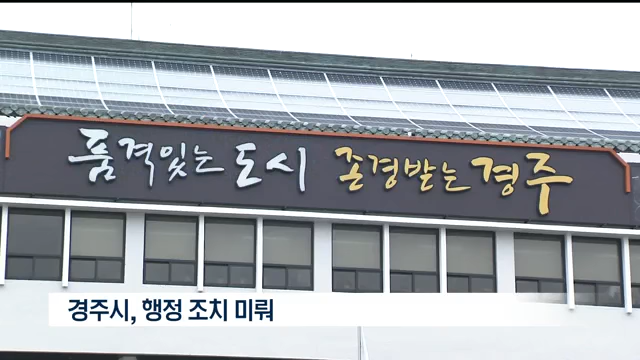 품격있는 도시 존경받는 경주
경주시, 행정 조치 미뤄